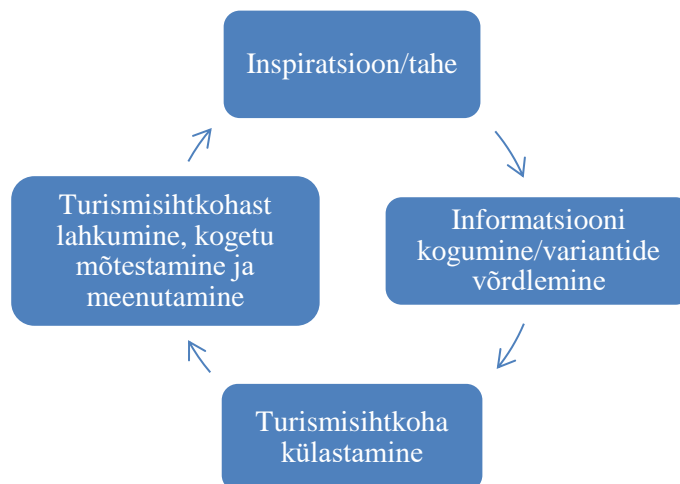 Inspiratsioon/tahe
Informatsiooni
kogumine/variantide
võrdlemine
Turismisihtkoha
külastamine
Turismisihtkohast
lahkumine, kogetu
mõtestamine ja
meenutamine